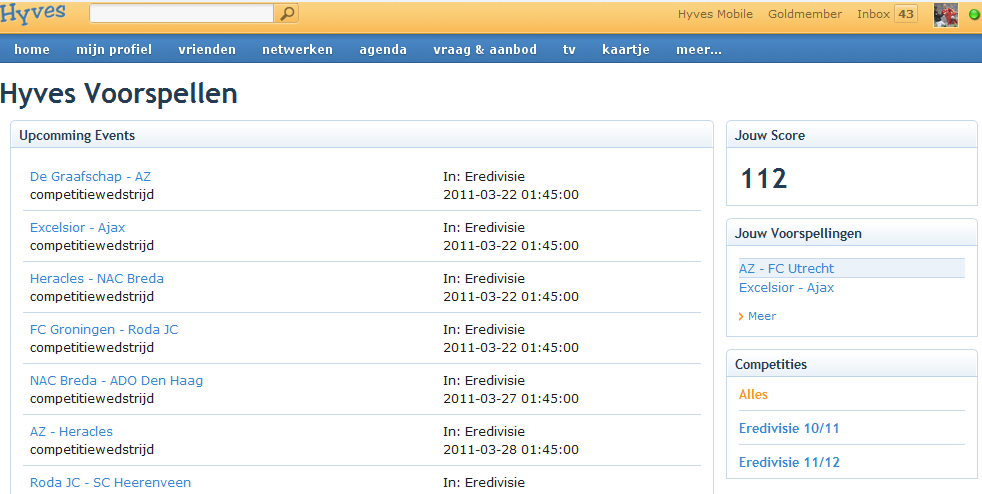 Hyves
Hyves Mobile Goldmember Inbox 43
home mijn profiel vrienden netwerken agenda vraag & aanbod tv kaartje meer...
Hyves Voorspellen
Upcomming Events
De Graafschap - AZ In: Eredivisie
competitiewedstrijd 2011-03-22 01:45:00
Excelsior - Ajax In: Eredivisie
competitiewedstrijd 2011-03-22 01:45:00
Heracles - NAC Breda In: Eredivisie
competitiewedstrijd 2011-03-22 01:45:00
FC Groningen - Roda JC In: Eredivisie
competitiewedstrijd 2011-03-22 01:45:00
NAC Breda - ADO Den Haag In: Eredivisie
competitiewedstrijd 2011-03-27 01:45:00
AZ - Heracles In: Eredivisie
competitiewedstrijd 2011-03-28 01:45:00
Roda JC - SC Heerenveen In: Eredivisie
Jouw Score
112
Jouw Voorspellingen
AZ - FC Utrecht
Excelsior - Ajax
Meer
Competities
Alles
Eredivisie 10/11
Eredivisie 11/12